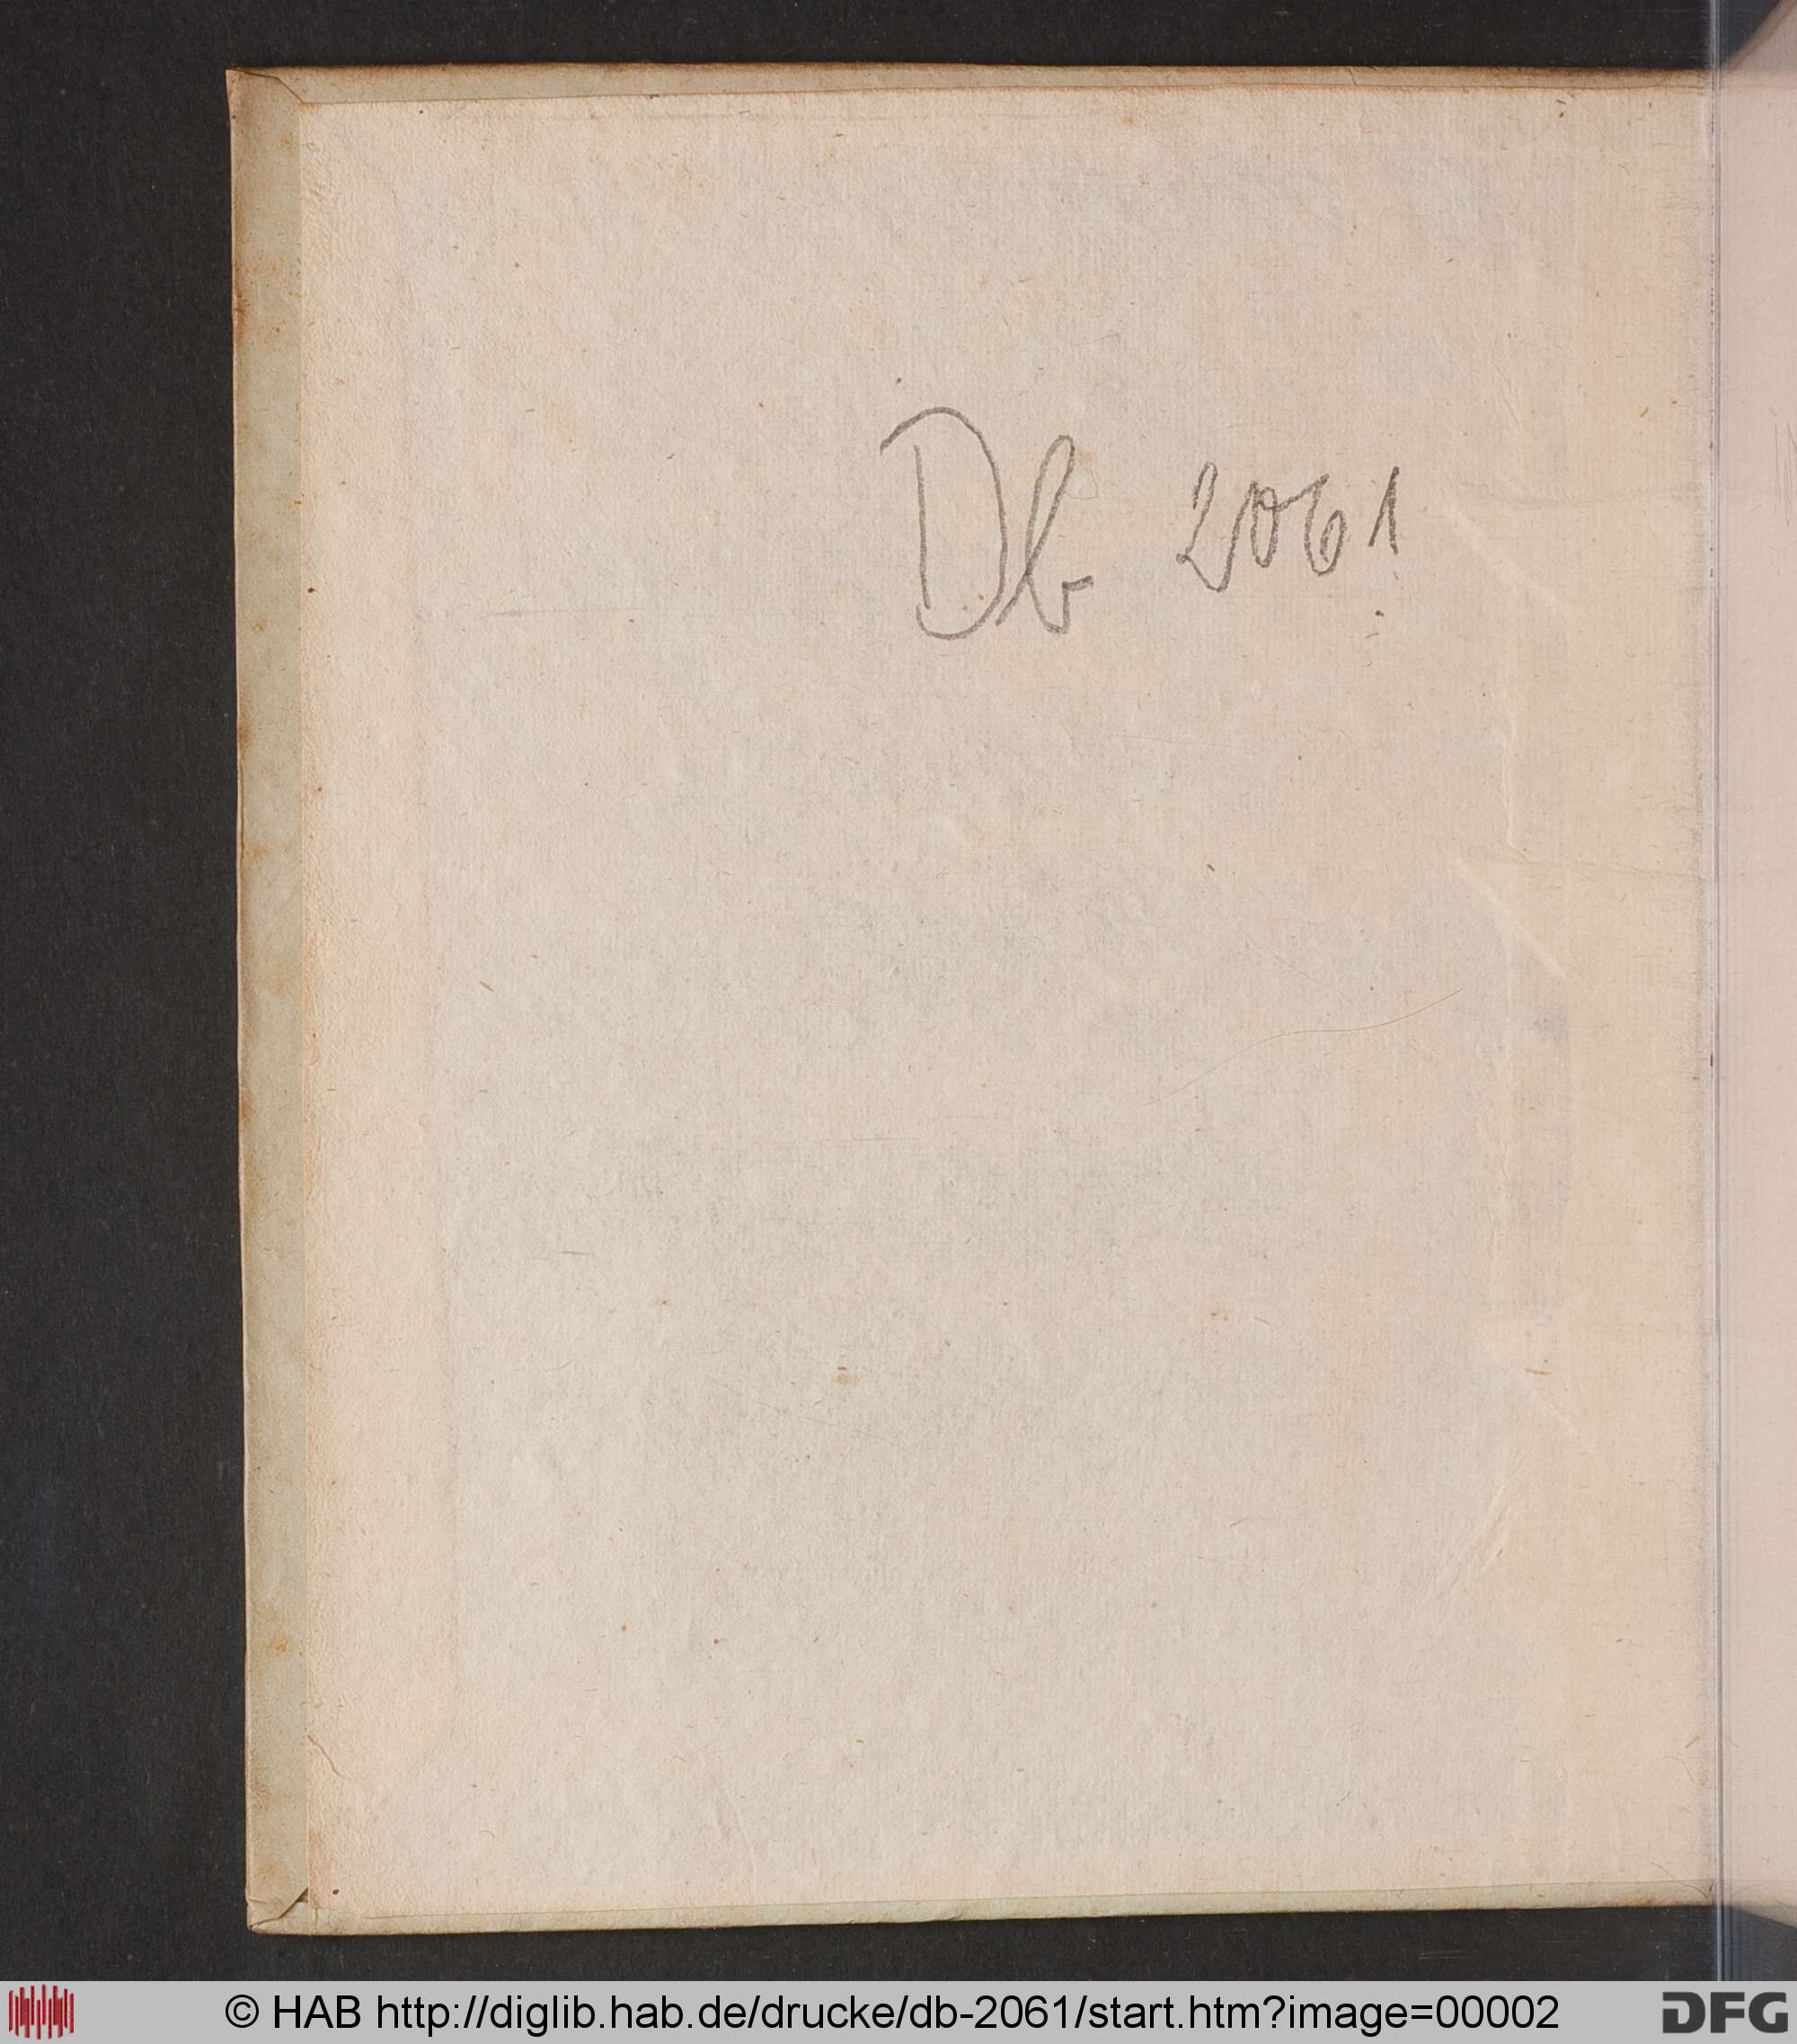 Db 2061
© HAB http://diglib.hab.de/drucke/db-2061/start.htm?image=00002
DFG